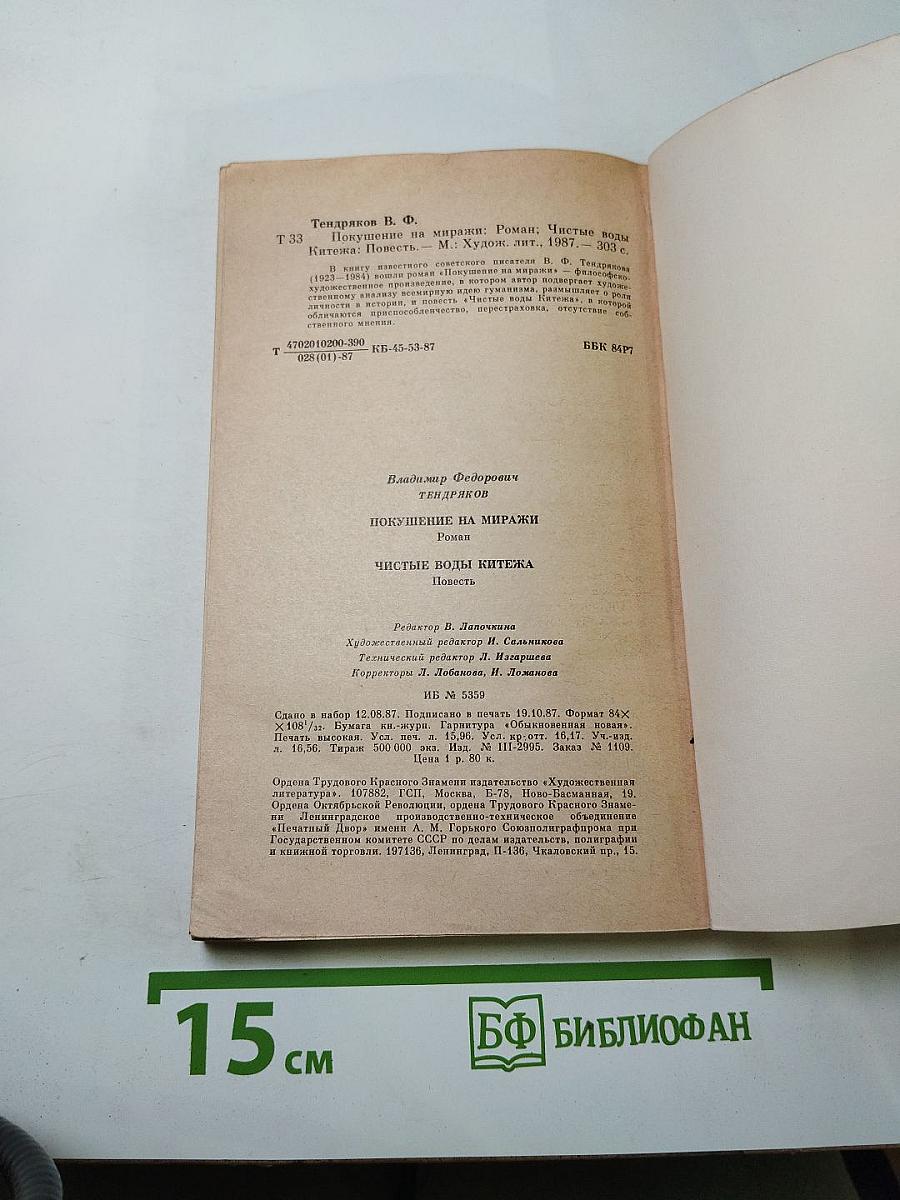 Тендряков В. Ф.
Т 33 Покушение на миражи: Роман; Чистые воды
Китежа: Повесть.— М.: Худож. лит., 1987.— 303 с.
В книгу известного советского писателя В. Ф. Тендрякова
(1923—1984) вошли роман «Покушение на миражи» — философско-
художественное произведение, в котором автор подвергает художе-
ственному анализу всемирную идею гуманизма, размышляет о роли
личности в истории, и повесть «Чистые воды Китежа», в которой
обличаются приспособленчество, перестраховка, отсутствие соб-
ственного мнения.
Т 4702010200-390 КБ-45-53-87 ББК 84Р7
028(01)-87
Владимир Федорович
ТЕНДРЯКОВ
ПОКУШЕНИЕ НА МИРАЖИ
Роман
ЧИСТЫЕ ВОДЫ КИТЕЖА
Повесть
Редактор В. Лапочкина
Художественный редактор И. Сальникова
Технический редактор Л. Изгаршева
Корректоры Л. Лобанова, И. Ломанова
ИБ № 5359
Сдано в набор 12.08.87. Подписано в печать 19.10.87. Формат 84×
×108¹/₃₂. Бумага кн.-журн. Гарнитура «Обыкновенная новая».
Печать высокая. Усл. печ. л. 15,96. Усл. кр-отт. 16,17. Уч.-изд.
л. 16,56. Тираж 500 000 экз. Изд. № III-2995. Заказ № 1109.
Цена 1 р. 80 к.
Ордена Трудового Красного Знамени издательство «Художественная
литература». 107882, ГСП, Москва, Б-78, Ново-Басманная, 19.
Ордена Октябрьской Революции, ордена Трудового Красного Знаме-
ни Ленинградское производственно-техническое объединение
«Печатный Двор» имени А. М. Горького Союзполиграфпрома при
Государственном комитете СССР по делам издательств, полиграфии
и книжной торговли. 197136, Ленинград, П-136, Чкаловский пр., 15.
15 см БФ БИБЛИОФАН